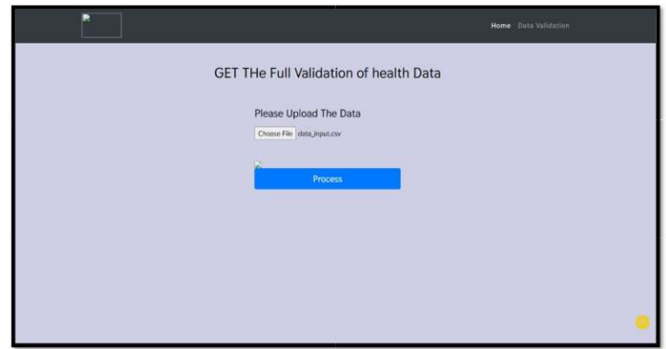 Home Data Validation
GET THe Full Validation of health Data
Please Upload The Data
Choose File data_input.csv
Process